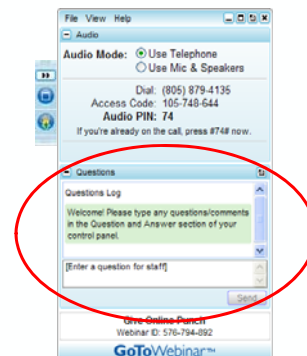 File View Help
Audio
Audio Mode: Use Telephone
Use Mic & Speakers
Dial: (805) 879-4135
Access Code: 105-748-644
Audio PIN: 74
If you're already on the call, press #74# now.
Questions
Questions Log
Welcome! Please type any questions/comments
in the Question and Answer section of your
control panel.
[Enter a question for staff]
Send
Give Online Punch
Webinar ID: 576-794-892
GoToWebinar™